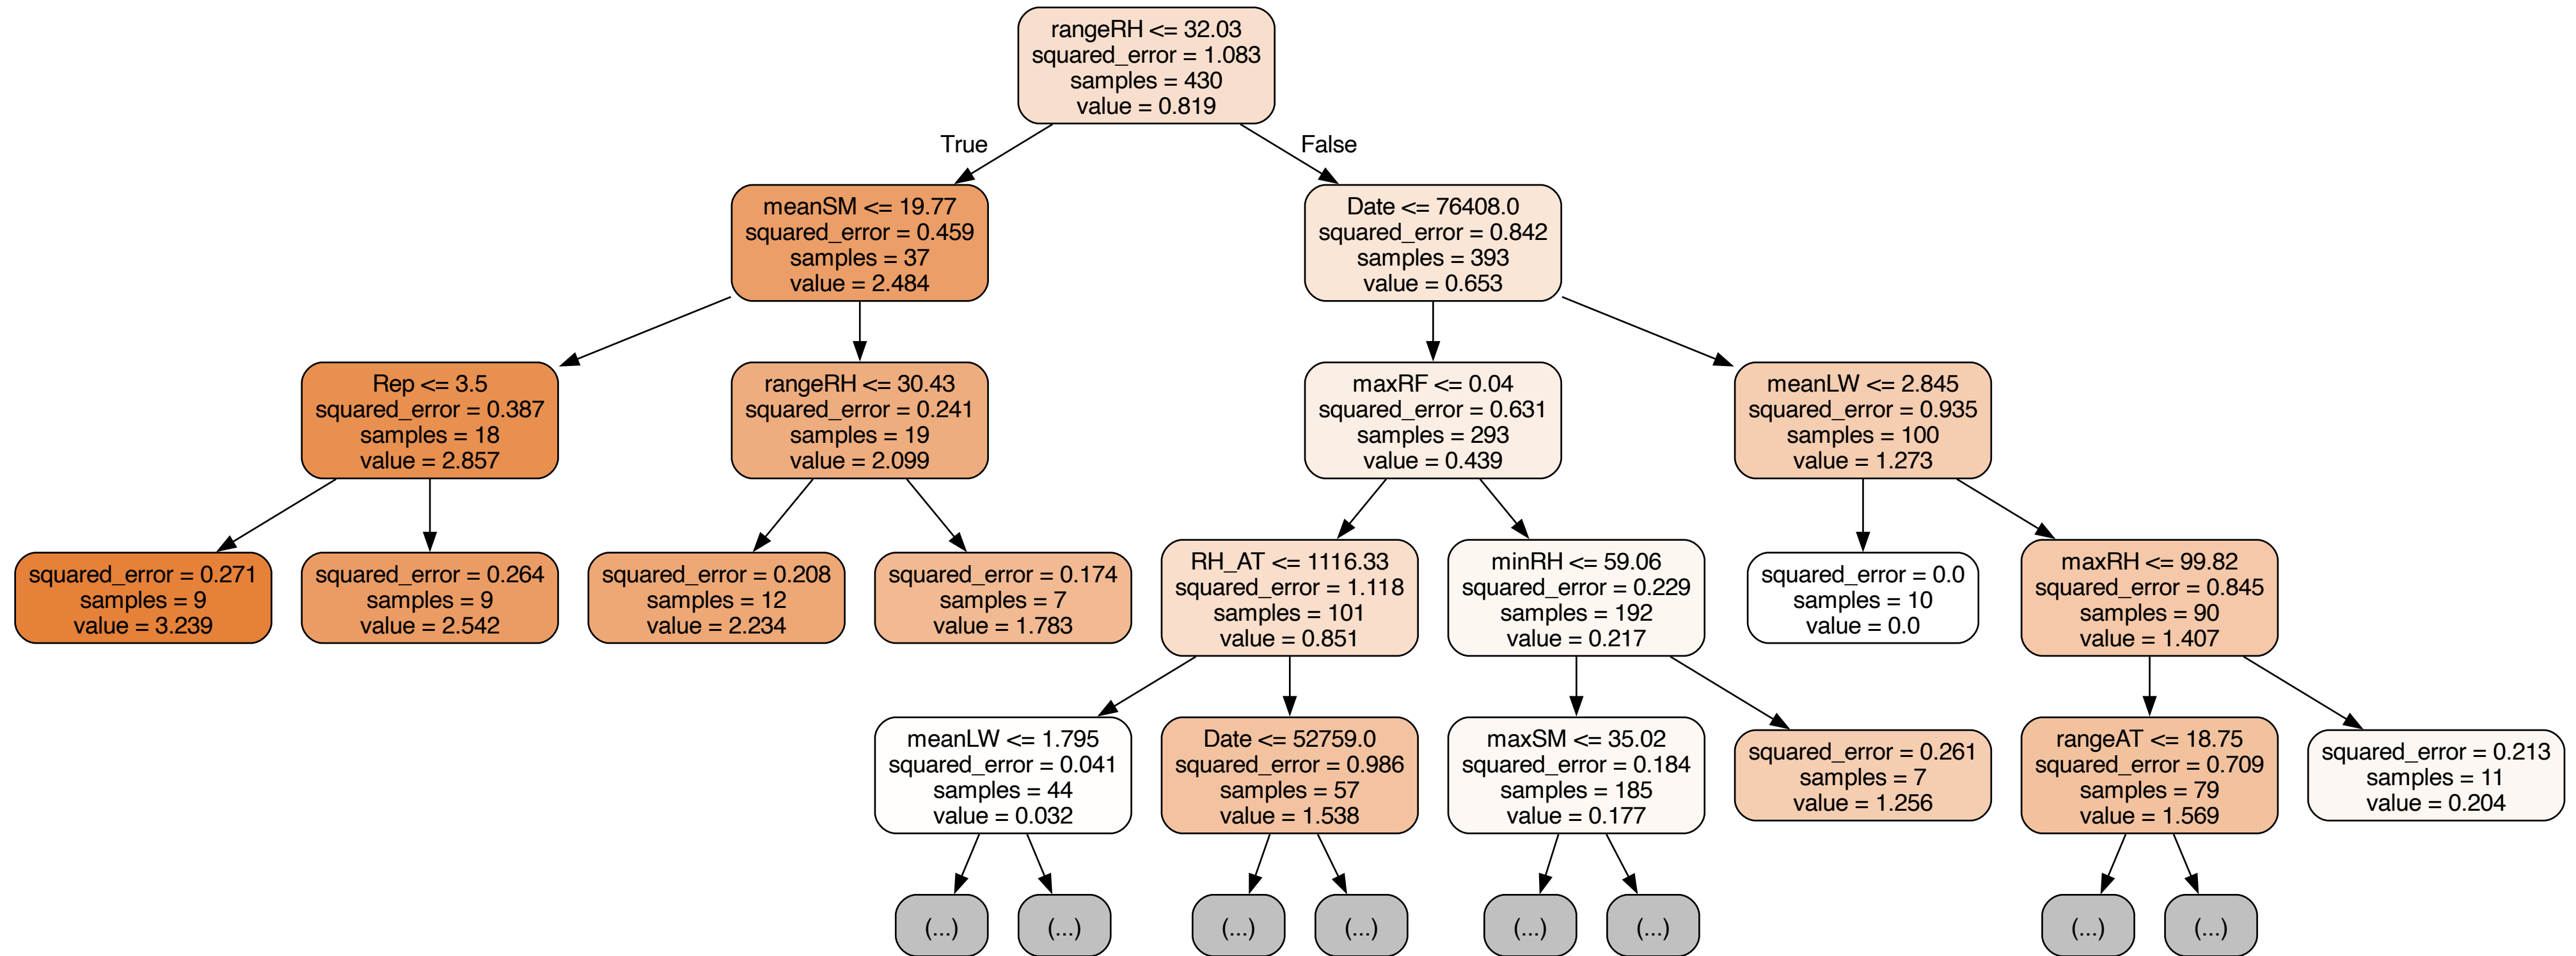 rangeRH <= 32.03
squared_error = 1.083
samples = 430
value = 0.819
True
False
meanSM <= 19.77
squared_error = 0.459
samples = 37
value = 2.484
Date <= 76408.0
squared_error = 0.842
samples = 393
value = 0.653
Rep <= 3.5
squared_error = 0.387
samples = 18
value = 2.857
rangeRH <= 30.43
squared_error = 0.241
samples = 19
value = 2.099
maxRF <= 0.04
squared_error = 0.631
samples = 293
value = 0.439
meanLW <= 2.845
squared_error = 0.935
samples = 100
value = 1.273
squared_error = 0.271
samples = 9
value = 3.239
squared_error = 0.264
samples = 9
value = 2.542
squared_error = 0.208
samples = 12
value = 2.234
squared_error = 0.174
samples = 7
value = 1.783
RH_AT <= 1116.33
squared_error = 1.118
samples = 101
value = 0.851
minRH <= 59.06
squared_error = 0.229
samples = 192
value = 0.217
squared_error = 0.0
samples = 10
value = 0.0
maxRH <= 99.82
squared_error = 0.845
samples = 90
value = 1.407
meanLW <= 1.795
squared_error = 0.041
samples = 44
value = 0.032
Date <= 52759.0
squared_error = 0.986
samples = 57
value = 1.538
maxSM <= 35.02
squared_error = 0.184
samples = 185
value = 0.177
squared_error = 0.261
samples = 7
value = 1.256
rangeAT <= 18.75
squared_error = 0.709
samples = 79
value = 1.569
squared_error = 0.213
samples = 11
value = 0.204
(...)
(...)
(...)
(...)
(...)
(...)
(...)
(...)